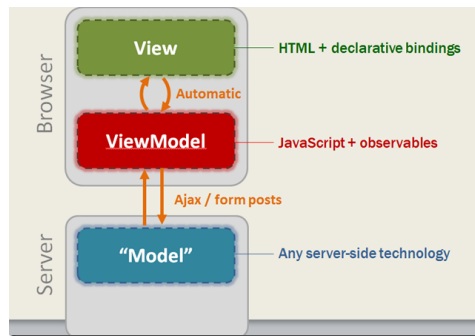 Browser
View
HTML + declarative bindings
Automatic
ViewModel
JavaScript + observables
Ajax / form posts
Server
“Model”
Any server-side technology